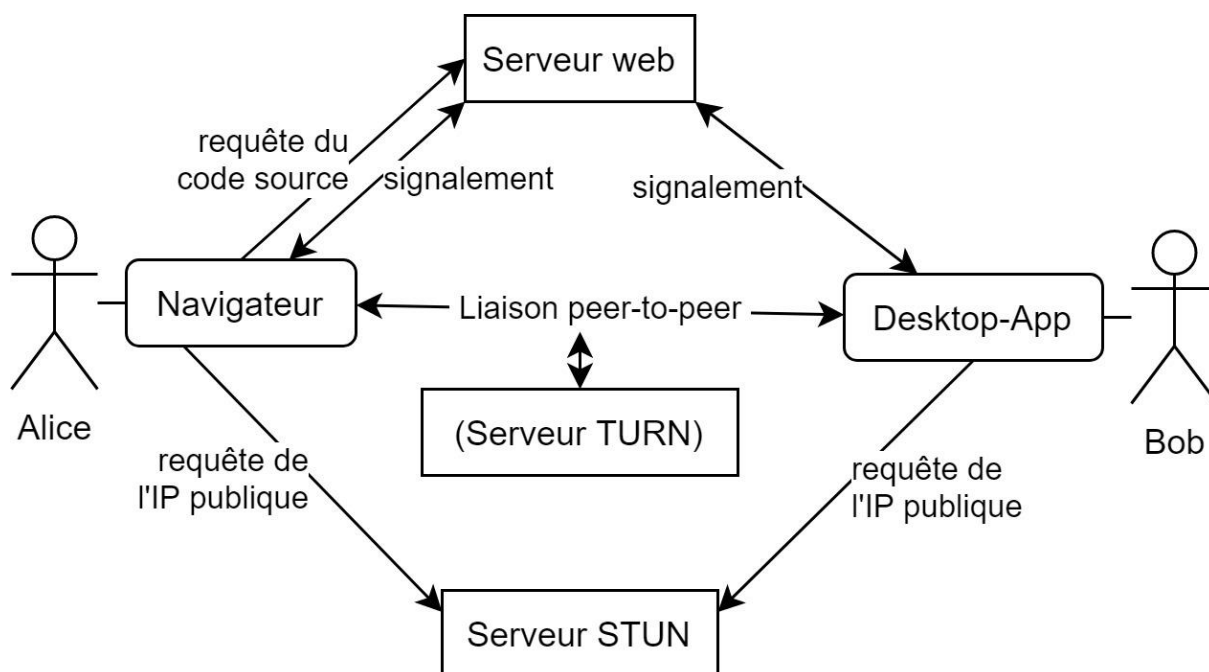 Serveur web
requête du
code source
signalement
signalement
Navigateur
Liaison peer-to-peer
Desktop-App
Alice
(Serveur TURN)
Bob
requête de
l'IP publique
requête de
l'IP publique
Serveur STUN